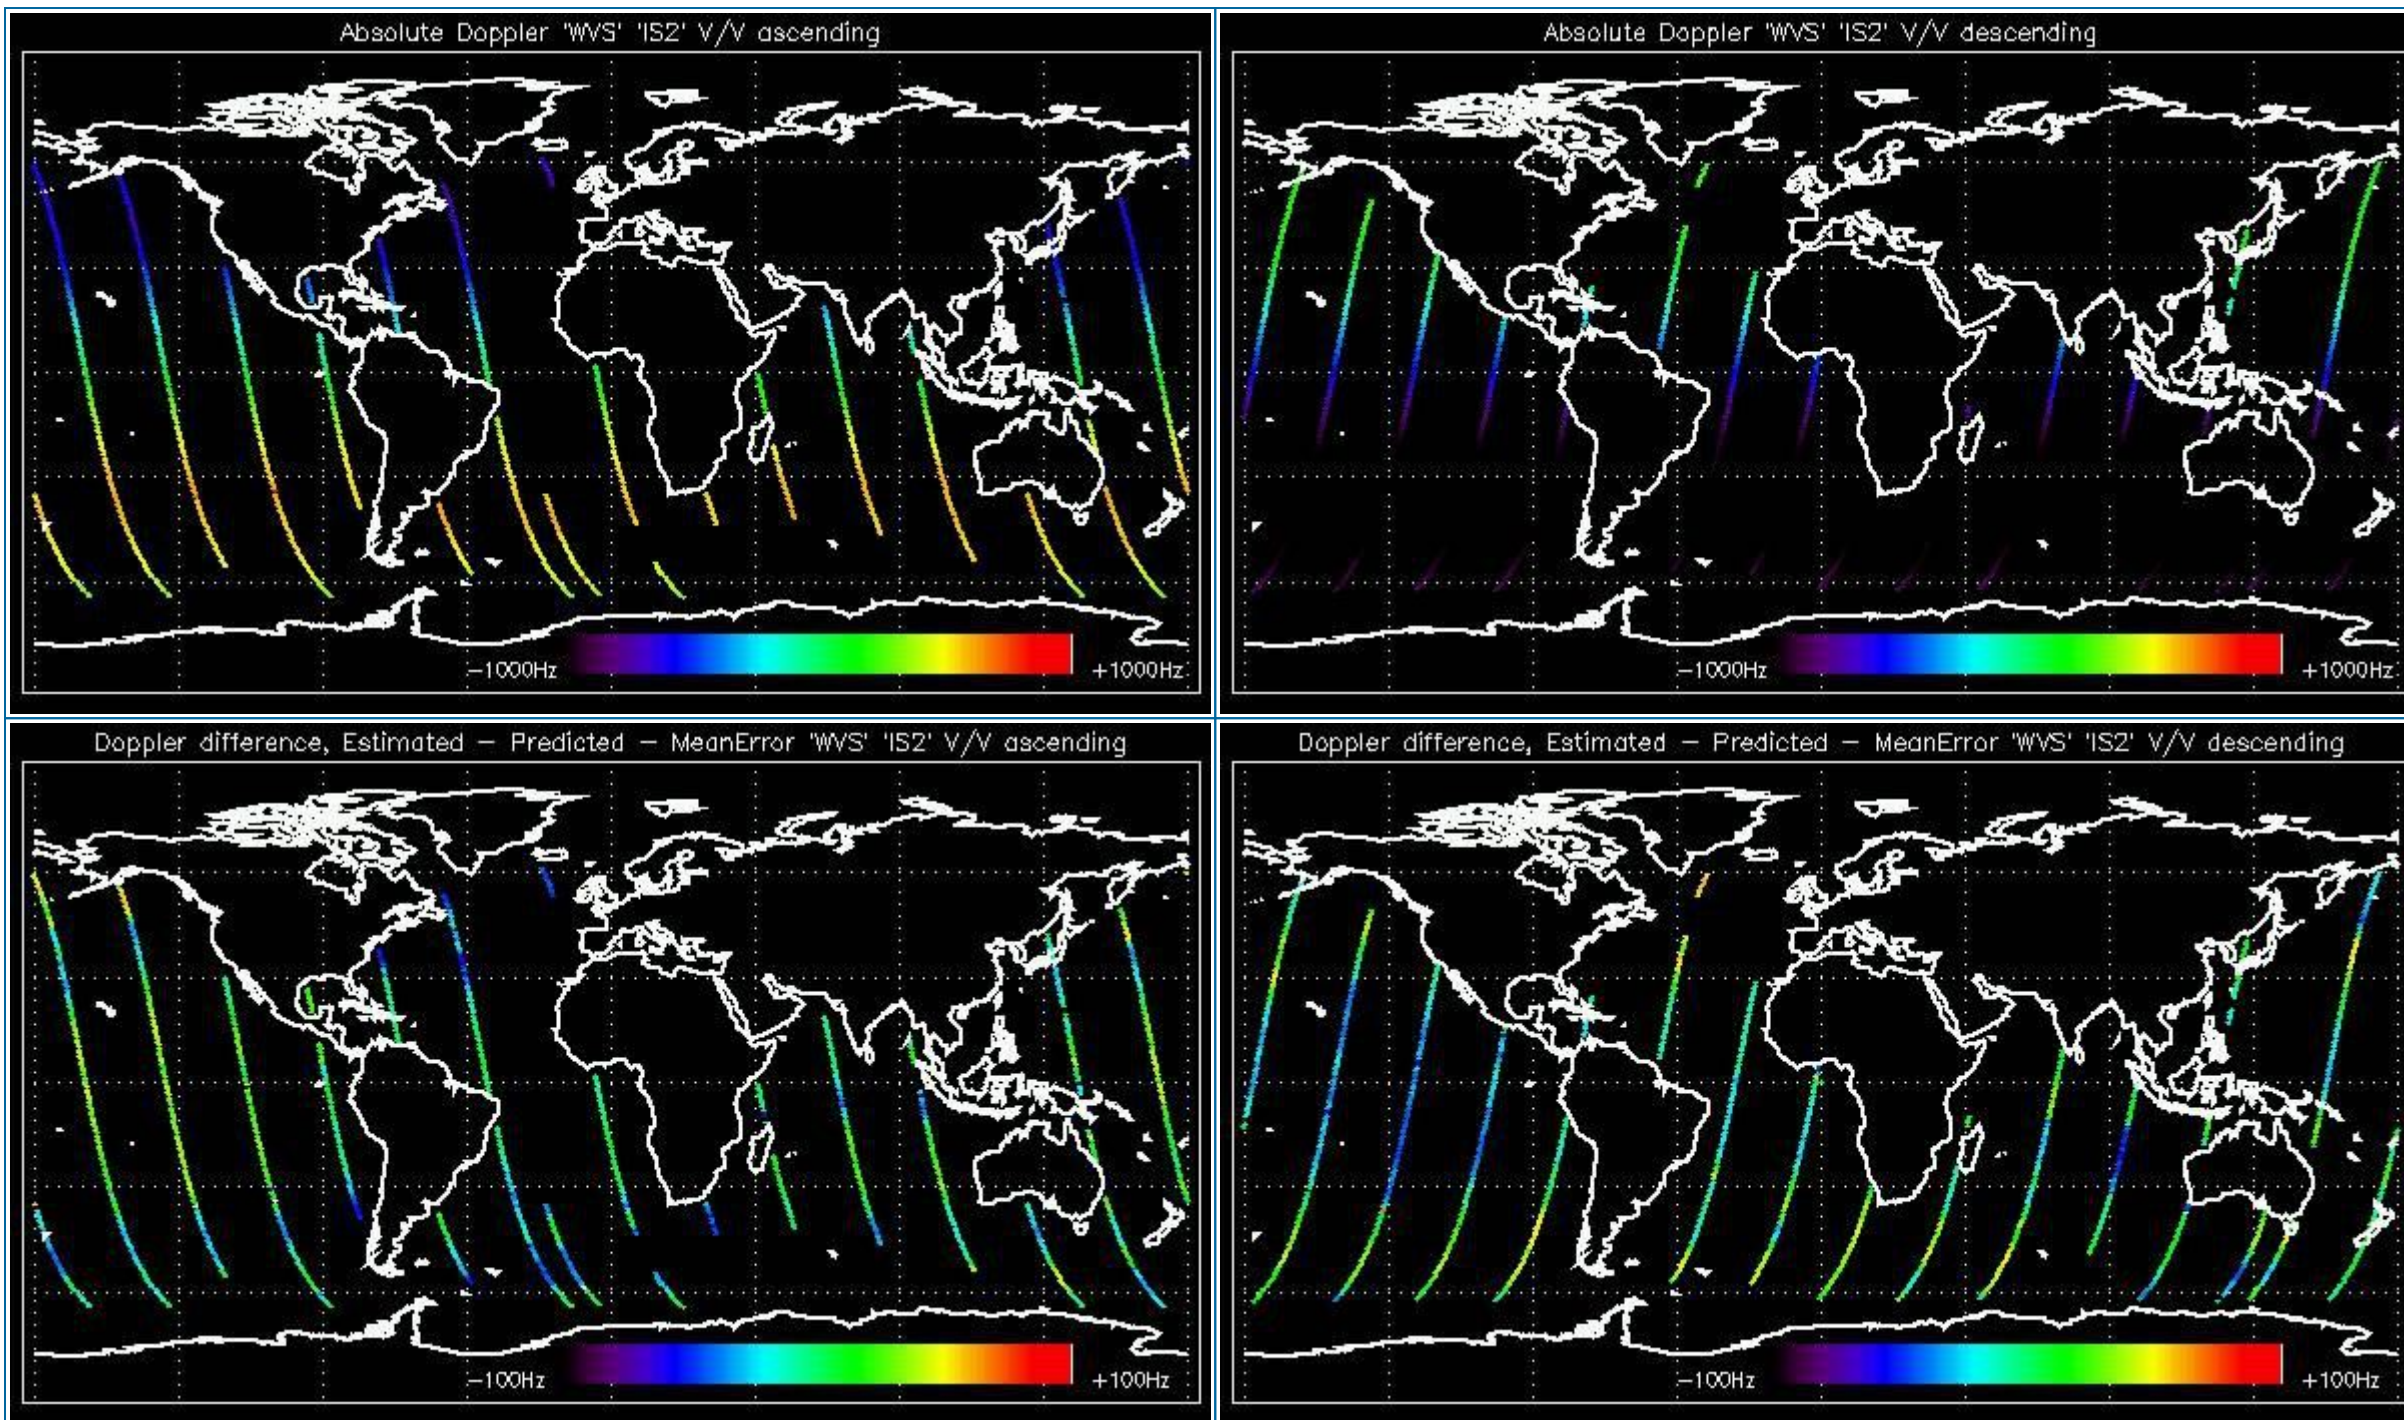 Absolute Doppler 'WVS' 'IS2' V/V ascending
−1000Hz
+1000Hz
Absolute Doppler 'WVS' 'IS2' V/V descending
−1000Hz
+1000Hz
Doppler difference, Estimated − Predicted − MeanError 'WVS' 'IS2' V/V ascending
−100Hz
+100Hz
Doppler difference, Estimated − Predicted − MeanError 'WVS' 'IS2' V/V descending
−100Hz
+100Hz